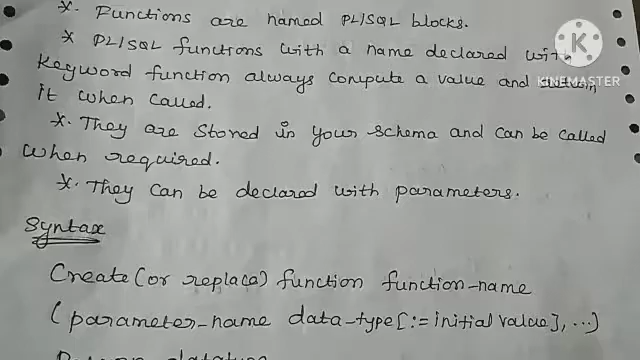 *. Functions are named PL/SQL blocks.
* PL/SQL functions with a name declared with
Keyword function always compute a value and return
it when called.
*. They are stored in your schema and can be called
when required.
*. They can be declared with parameters.
Syntax
Create (or replace) function function-name
(parameter-name data-type [:= initial value], ...)
K
KINEMASTER